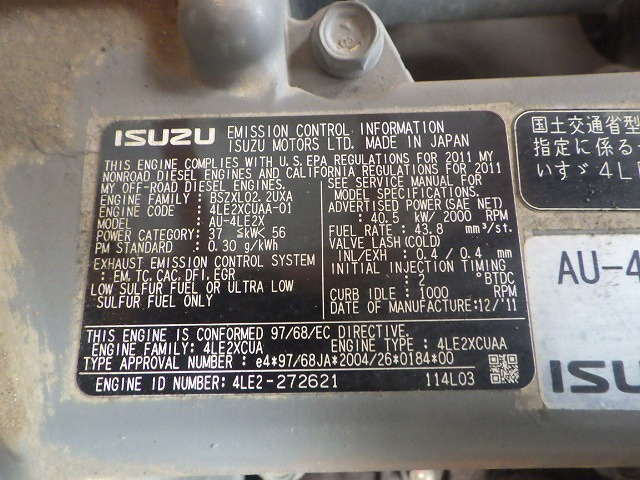 ISUZU EMISSION CONTROL INFORMATION
ISUZU MOTORS LTD. MADE IN JAPAN
THIS ENGINE COMPLIES WITH U.S.EPA REGULATIONS FOR 2011 MY
NONROAD DIESEL ENGINES AND CALIFORNIA REGULATIONS FOR 2011
MY OFF-ROAD DIESEL ENGINES.
ENGINE FAMILY : BSZXL02.2UXA
ENGINE CODE : 4LE2XCUAA-01
MODEL : AU-4LE2X
POWER CATEGORY: 37 ≤kW< 56
PM STANDARD : 0.30 g/kWh
EXHAUST EMISSION CONTROL SYSTEM
: EM,TC,CAC,DFI,EGR
LOW SULFUR FUEL OR ULTRA LOW
SULFUR FUEL ONLY
SEE SERVICE MANUAL FOR
MODEL SPECIFICATIONS.
ADVERTISED POWER(SAE NET)
: 40.5 kW/ 2000 RPM
FUEL RATE : 43.8 mm³/st.
VALVE LASH (COLD)
INL/EXH : 0.4 / 0.4 mm
INITIAL INJECTION TIMING
: 2 °BTDC
CURB IDLE : 1000 RPM
DATE OF MANUFACTURE:12/'11
THIS ENGINE IS CONFORMED 97/68/EC DIRECTIVE.
ENGINE FAMILY: 4LE2XCUA ENGINE TYPE : 4LE2XCUAA
TYPE APPROVAL NUMBER : e4*97/68JA*2004/26*0184*00
ENGINE ID NUMBER: 4LE2-272621 114L03
国土交通省型
指定に係る
いすゞ4L
AU-4
ISU